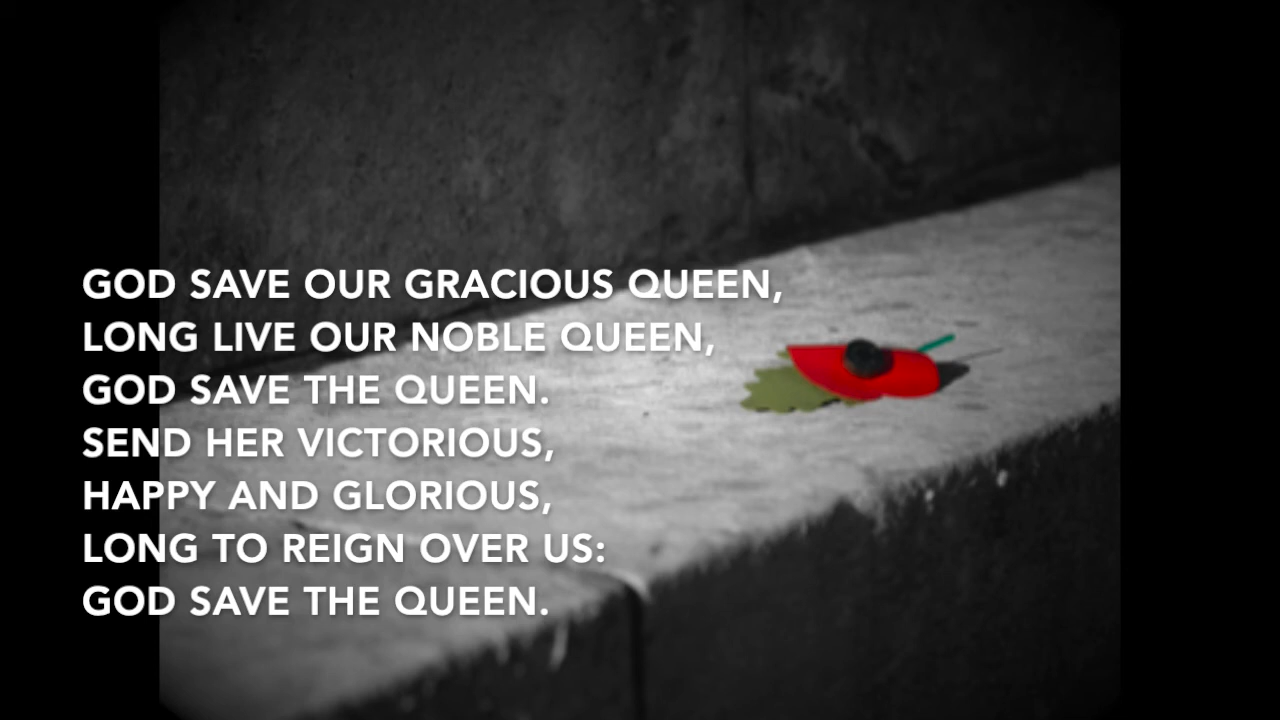 GOD SAVE OUR GRACIOUS QUEEN,
LONG LIVE OUR NOBLE QUEEN,
GOD SAVE THE QUEEN.
SEND HER VICTORIOUS,
HAPPY AND GLORIOUS,
LONG TO REIGN OVER US:
GOD SAVE THE QUEEN.